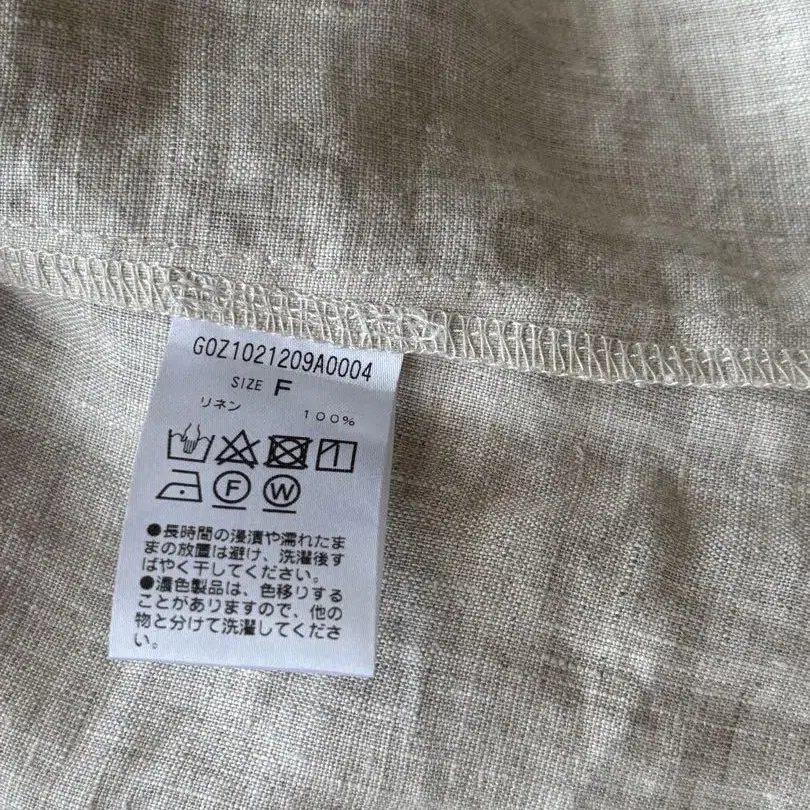 G0Z1021209A0004
SIZE F
リネン 100%
F W
●長時間の浸漬や濡れたま
まの放置は避け、洗濯後す
ばやく干してください。
●濃色製品は、色移りする
ことがありますので、他の
物と分けて洗濯してくださ
い。